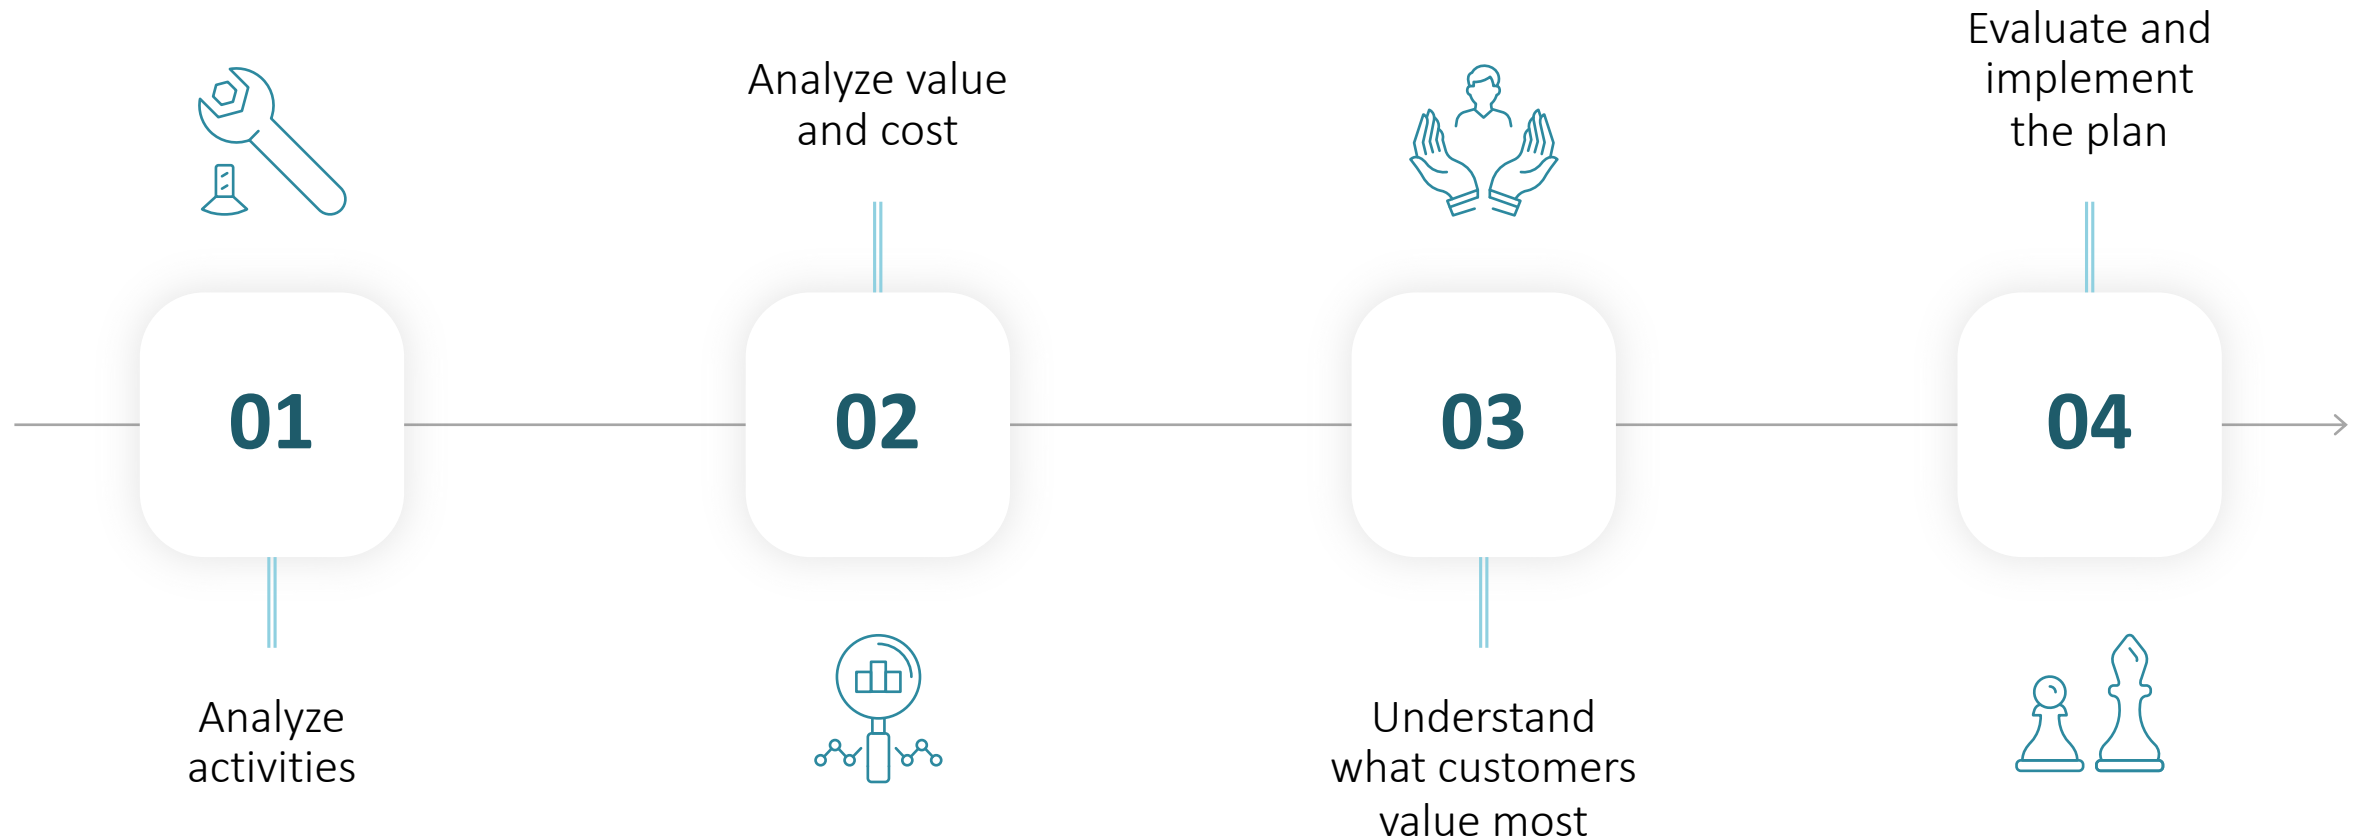 01
Analyze
activities
Analyze value
and cost
02
03
Understand
what customers
value most
Evaluate and
implement
the plan
04